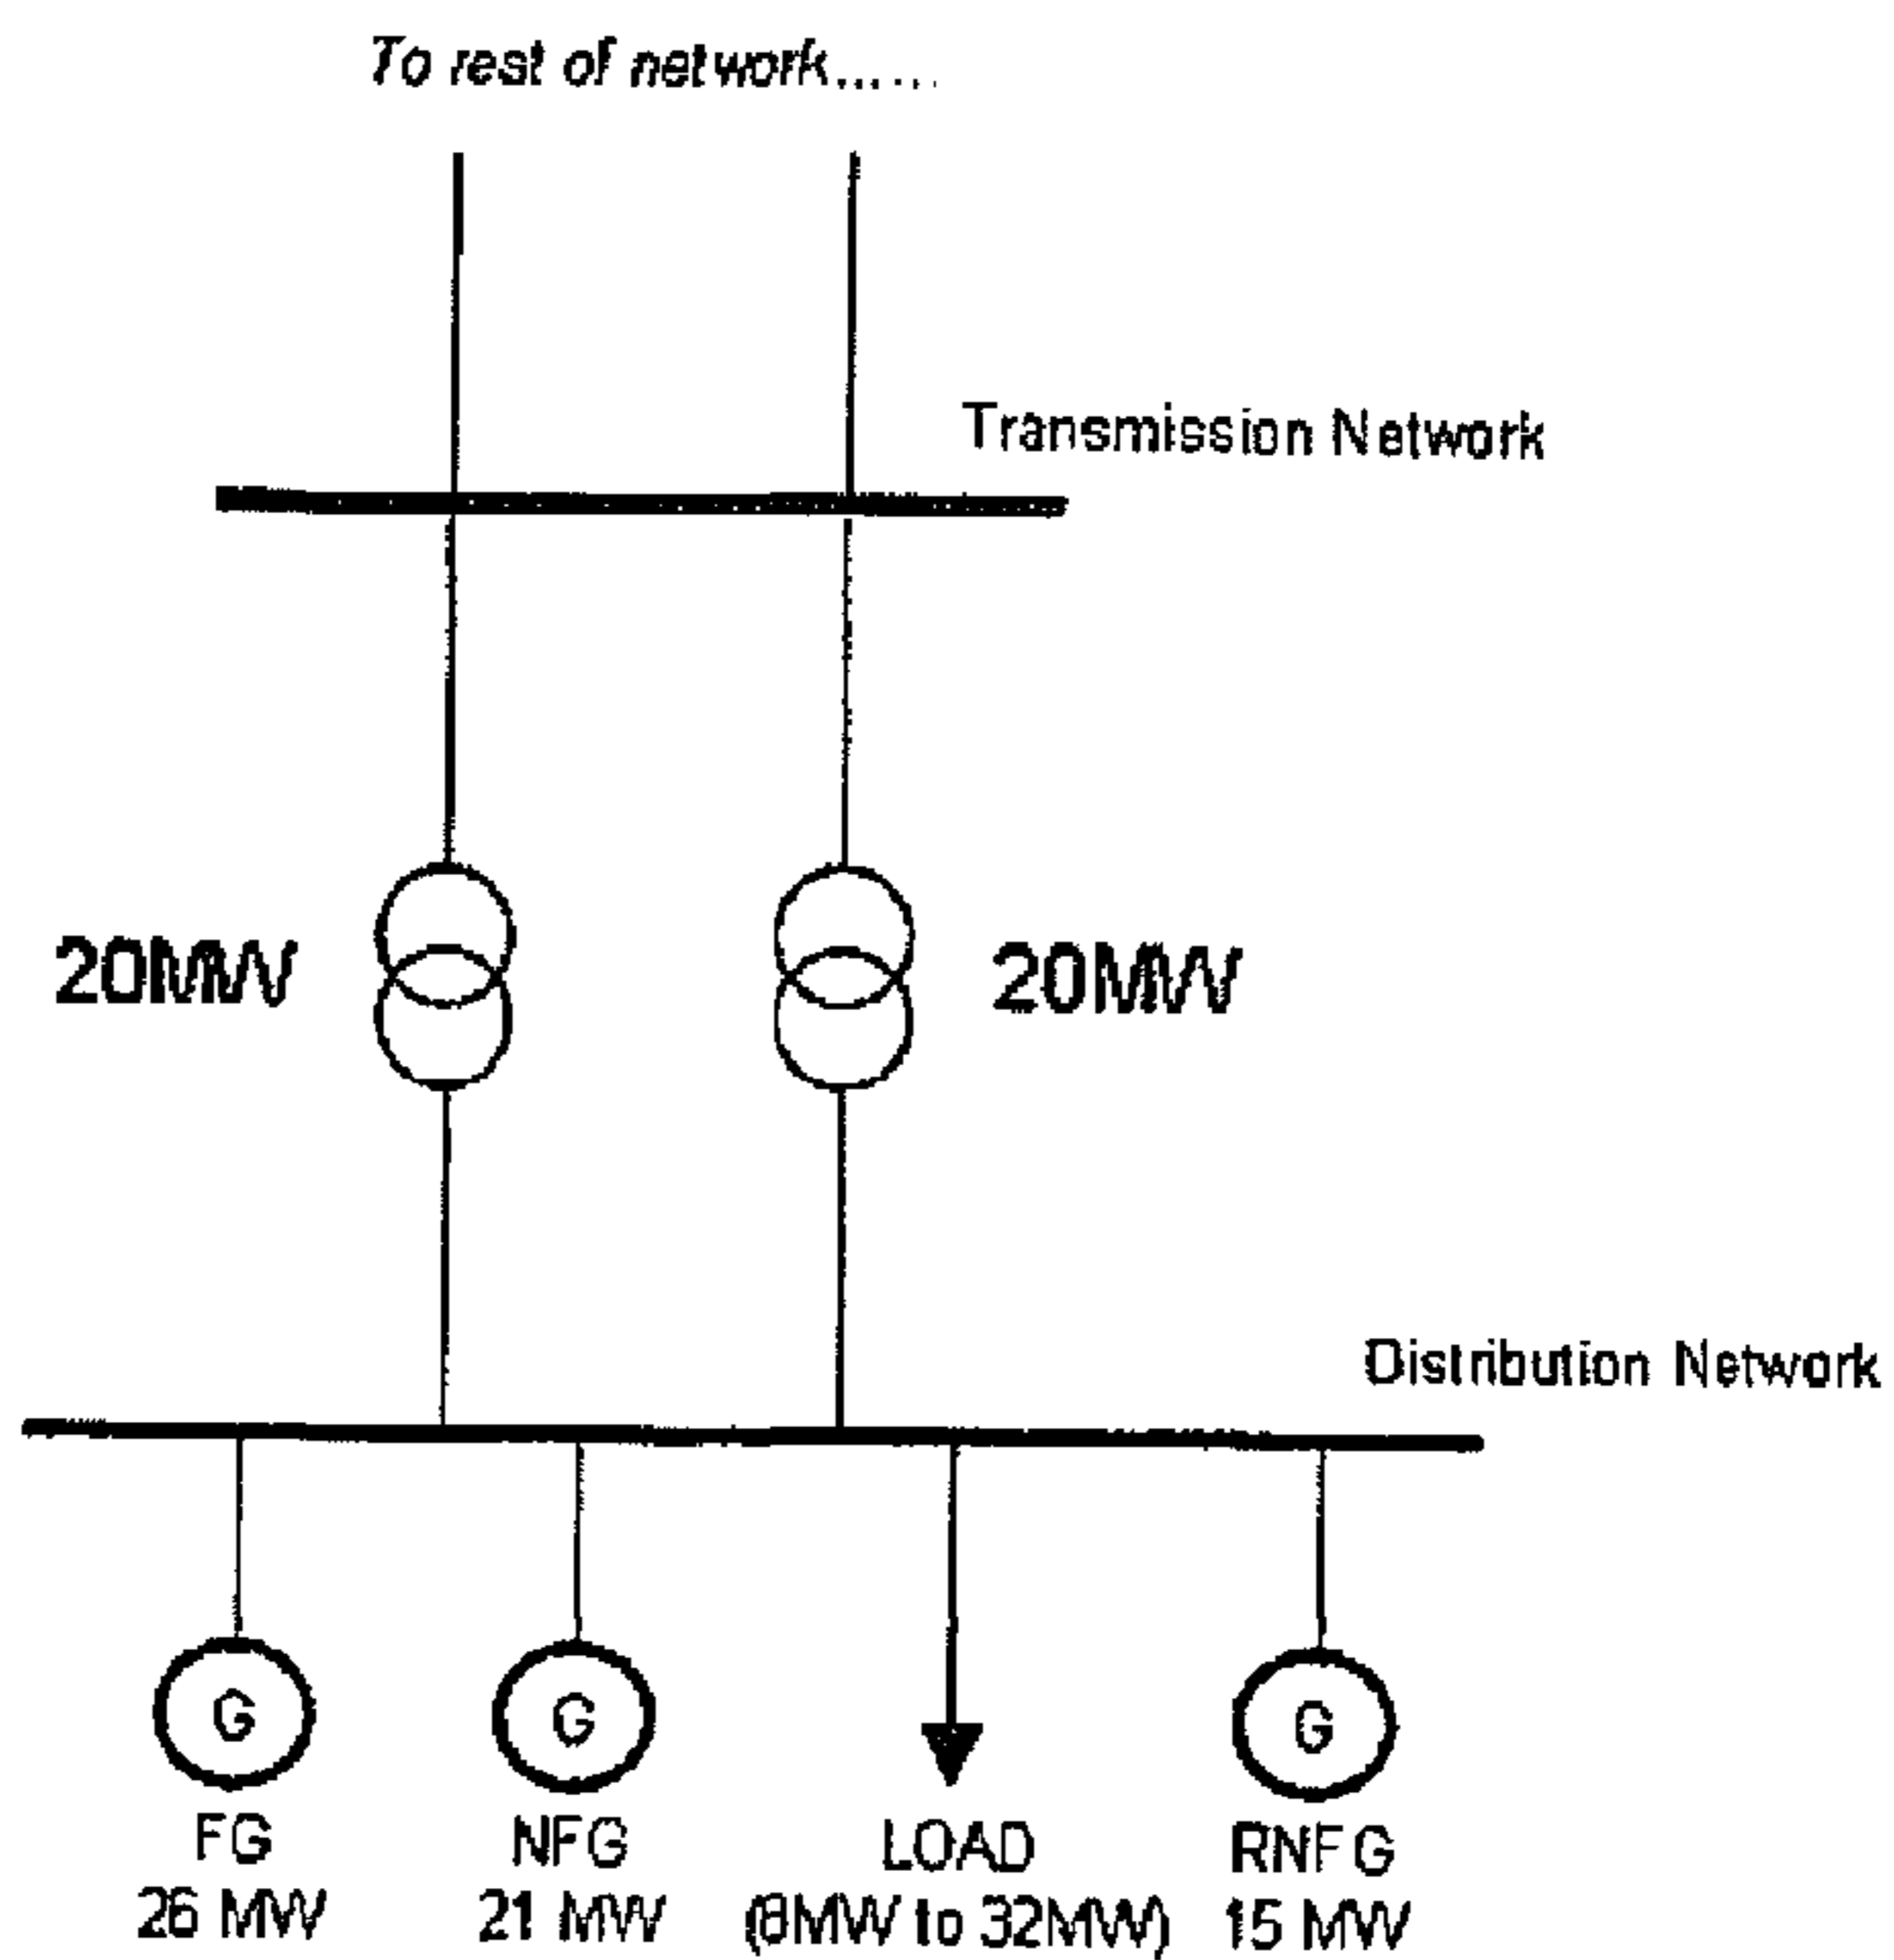 To rest of network......
Transmission Network
20MW
20MW
Distribution Network
G
G
G
FG
26 MW
NFG
21 MW
LOAD
(8MW to 32MW)
RNFG
15 MW